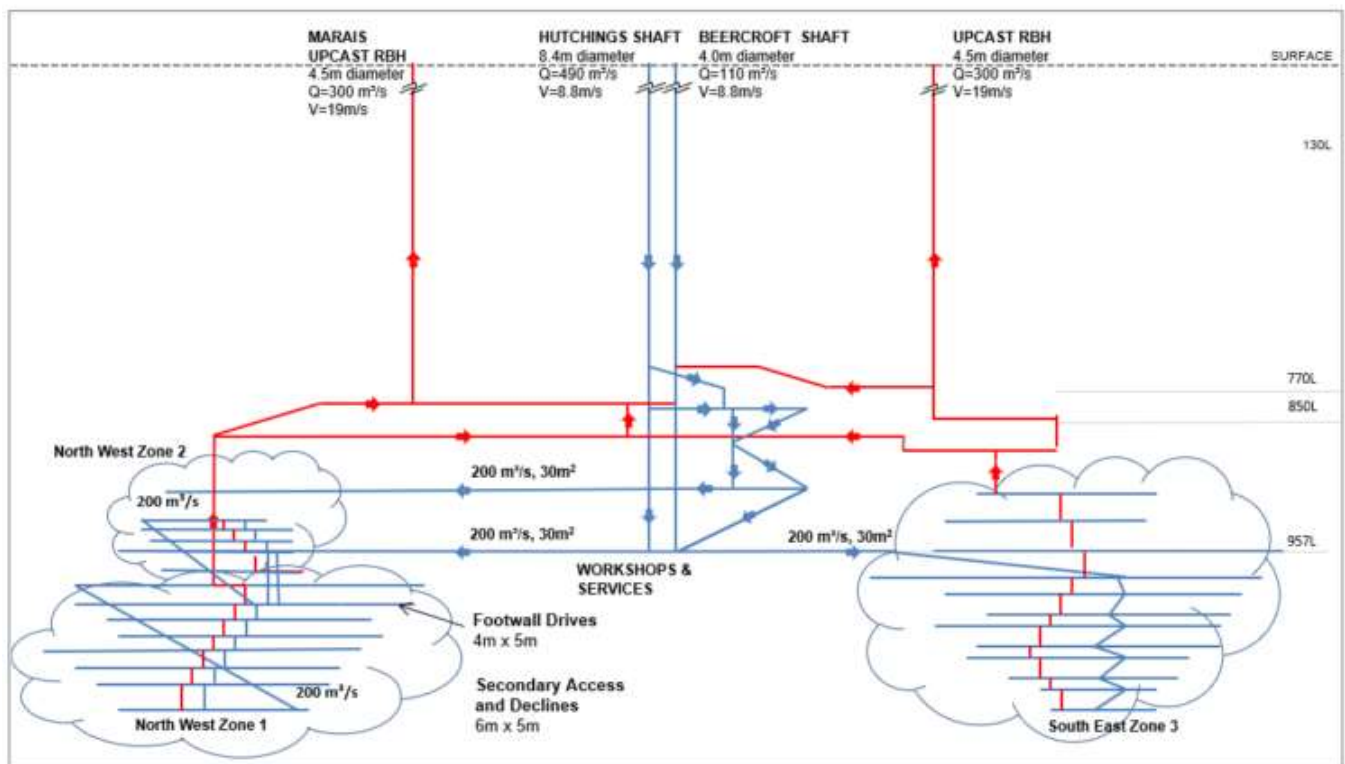 MARAIS
UPCAST RBH
4.5m diameter
Q=300 m³/s
V=19m/s
HUTCHINGS SHAFT
8.4m diameter
Q=490 m³/s
V=8.8m/s
BEERCROFT SHAFT
4.0m diameter
Q=110 m³/s
V=8.8m/s
UPCAST RBH
4.5m diameter
Q=300 m³/s
V=19m/s
SURFACE
130L
770L
850L
North West Zone 2
200 m³/s, 30m²
200 m³/s
200 m³/s, 30m²
200 m³/s, 30m²
957L
WORKSHOPS &
SERVICES
Footwall Drives
4m x 5m
Secondary Access
and Declines
6m x 5m
200 m³/s
North West Zone 1
South East Zone 3